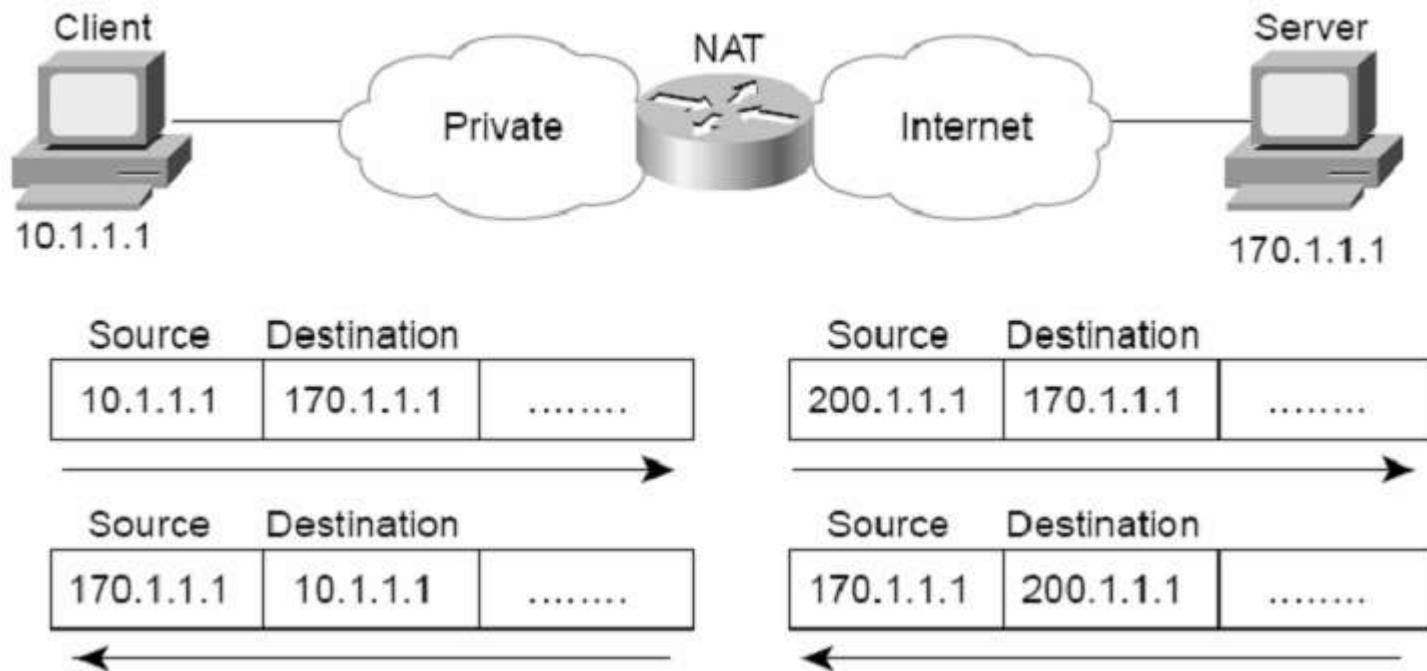 Client
NAT
Server
Private
Internet
10.1.1.1
170.1.1.1
Source Destination
10.1.1.1 170.1.1.1 ........
Source Destination
200.1.1.1 170.1.1.1 ........
Source Destination
170.1.1.1 10.1.1.1 ........
Source Destination
170.1.1.1 200.1.1.1 ........